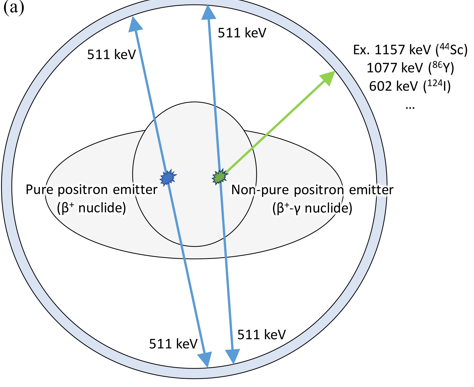 (a)
511 keV
511 keV
Ex. 1157 keV (⁴⁴Sc)
1077 keV (⁸⁶Y)
602 keV (¹²⁴I)
...
Pure positron emitter
(β⁺ nuclide)
Non-pure positron emitter
(β⁺-γ nuclide)
511 keV
511 keV